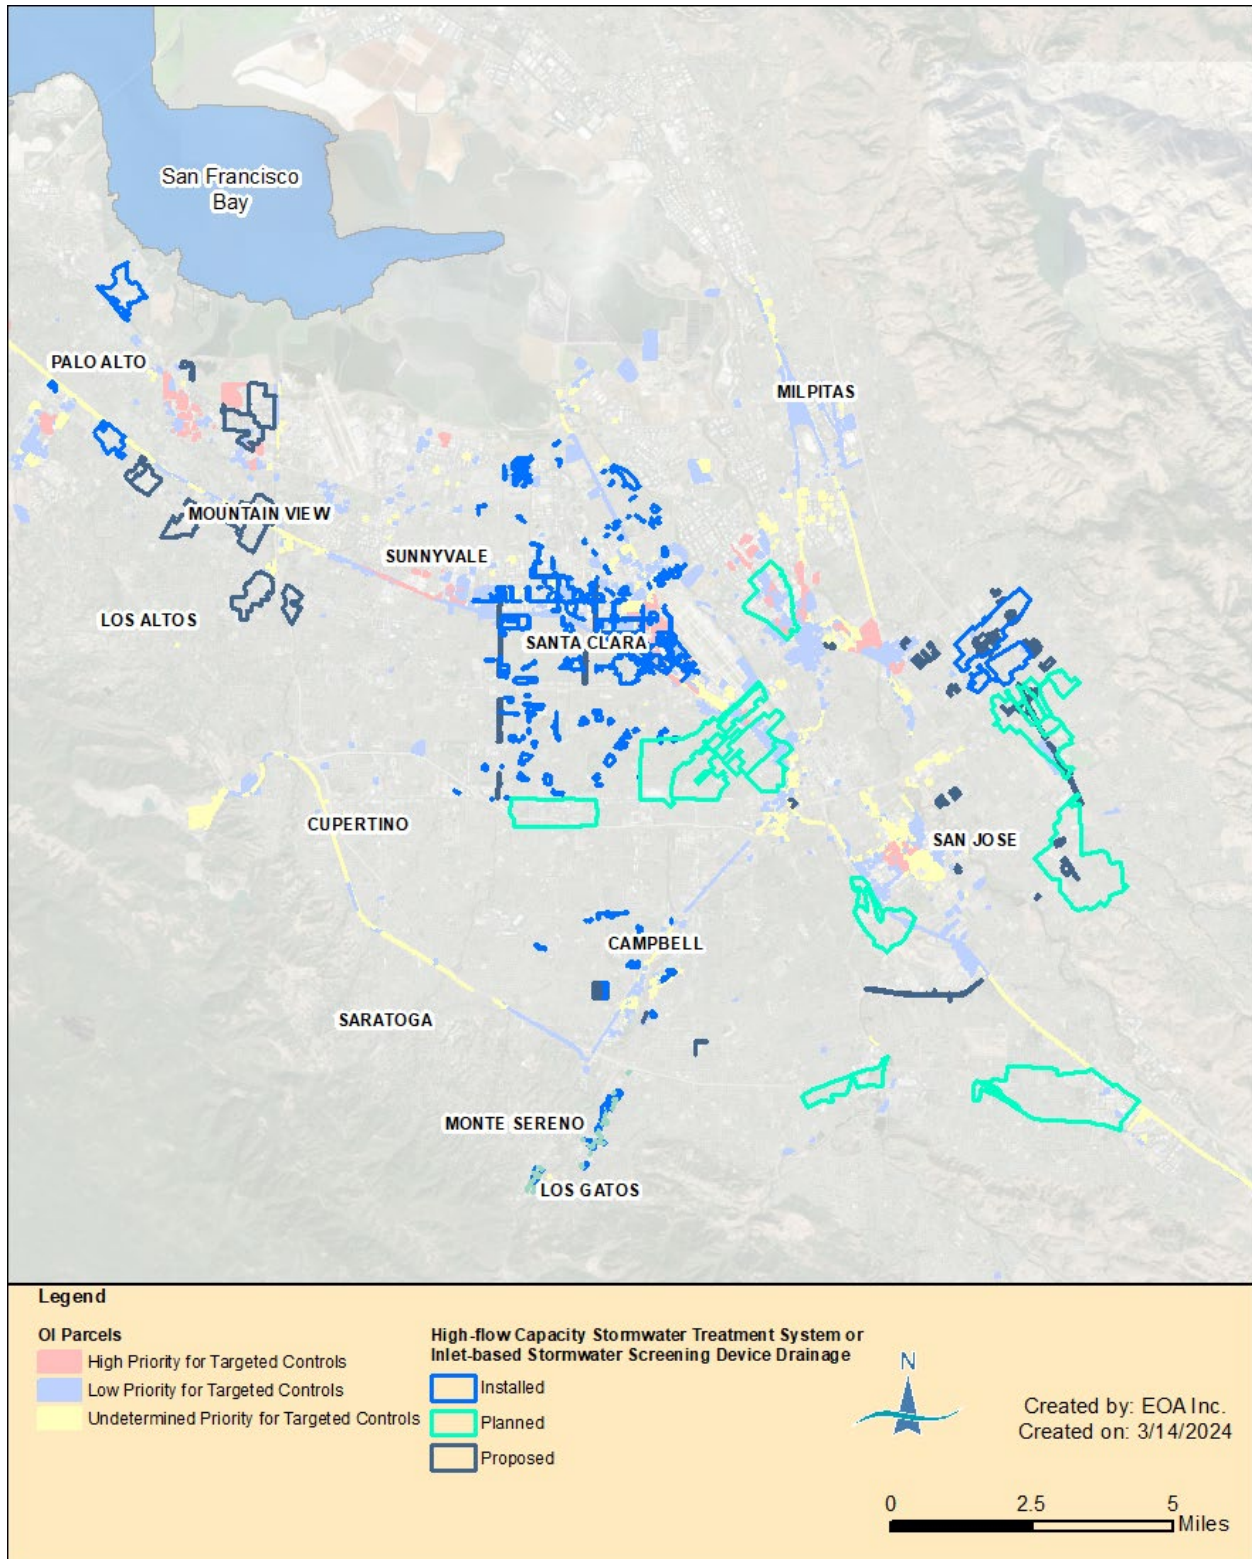 San Francisco
Bay
PALO ALTO
MILPITAS
MOUNTAIN VIEW
SUNNYVALE
LOS ALTOS
SANTA CLARA
CUPERTINO
SAN JOSE
CAMPBELL
SARATOGA
MONTE SERENO
LOS GATOS
Legend
OI Parcels
High Priority for Targeted Controls
Low Priority for Targeted Controls
Undetermined Priority for Targeted Controls
High-flow Capacity Stormwater Treatment System or
Inlet-based Stormwater Screening Device Drainage
Installed
Planned
Proposed
N
Created by: EOA Inc.
Created on: 3/14/2024
0 2.5 5
Miles